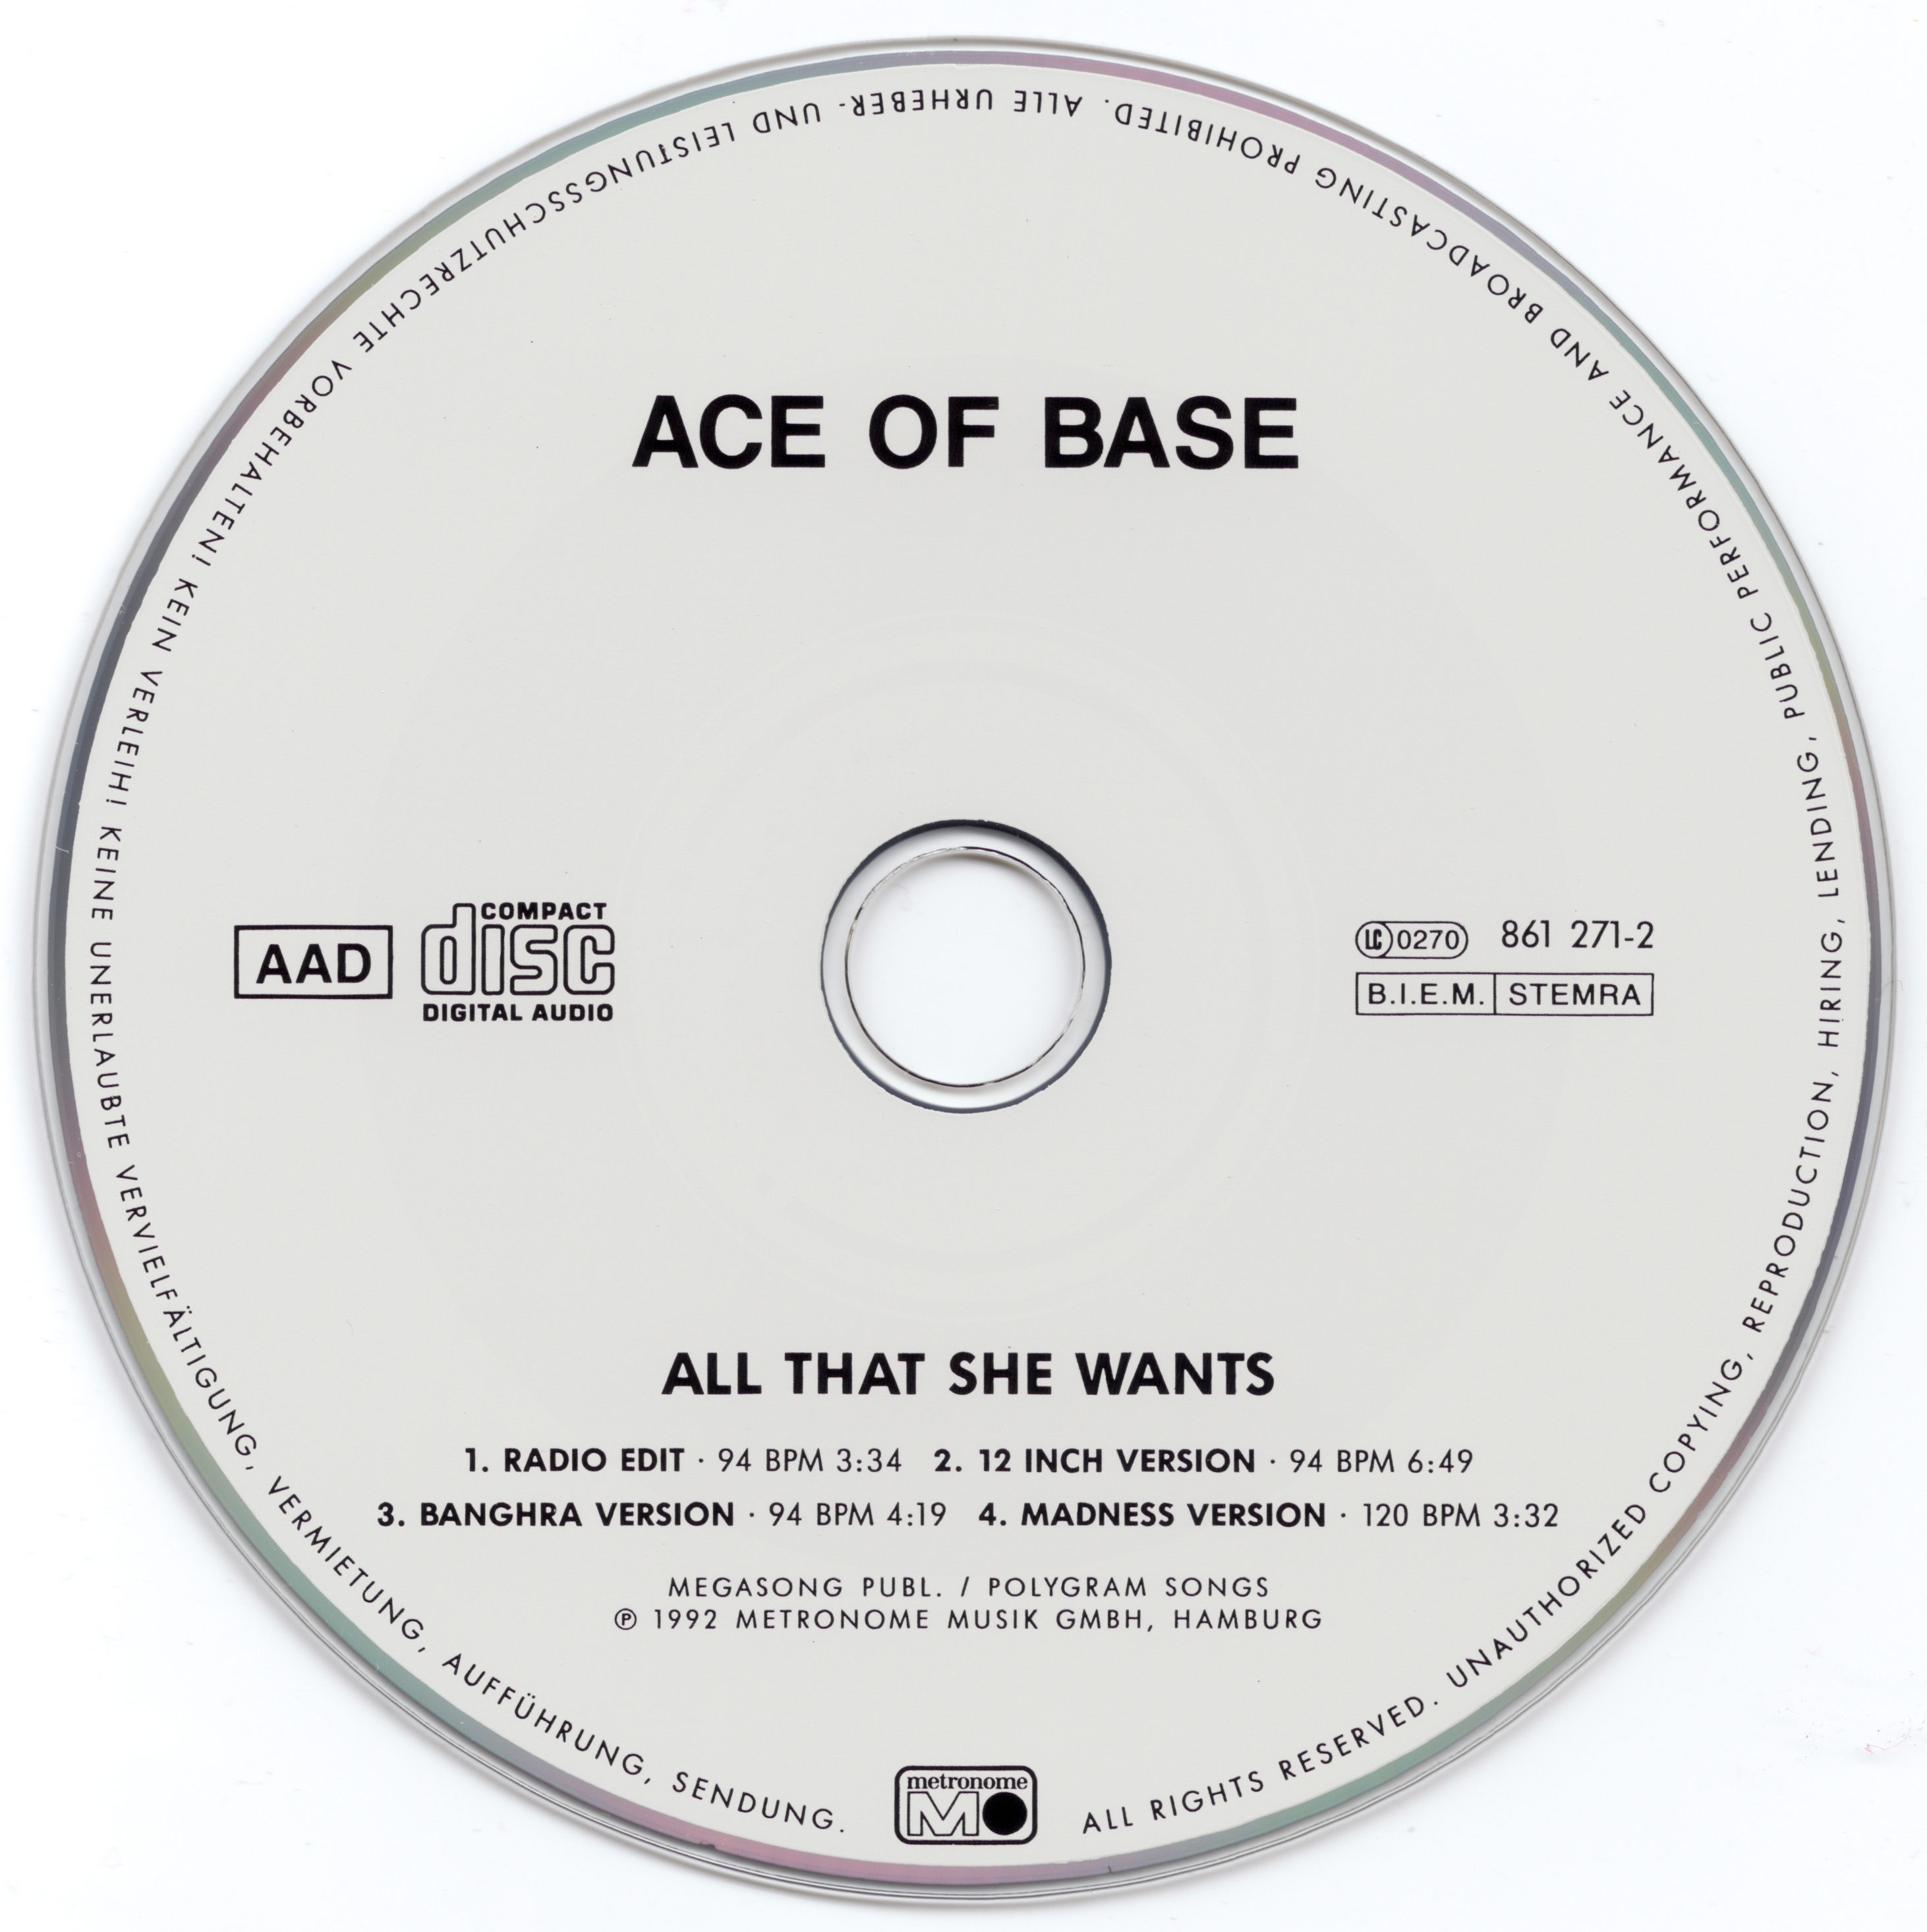 ACE OF BASE
AAD
COMPACT
disc
DIGITAL AUDIO
LC 0270 861 271-2
B.I.E.M. STEMRA
ALL THAT SHE WANTS
1. RADIO EDIT · 94 BPM 3:34 2. 12 INCH VERSION · 94 BPM 6:49
3. BANGHRA VERSION · 94 BPM 4:19 4. MADNESS VERSION · 120 BPM 3:32
MEGASONG PUBL. / POLYGRAM SONGS
℗ 1992 METRONOME MUSIK GMBH, HAMBURG
metronome
M
ALL RIGHTS RESERVED. UNAUTHORIZED COPYING, REPRODUCTION, HIRING, LENDING, PUBLIC PERFORMANCE AND BROADCASTING PROHIBITED. ALLE URHEBER- UND LEISTUNGSSCHUTZRECHTE VORBEHALTEN! KEIN VERLEIH! KEINE UNERLAUBTE VERVIELFÄLTIGUNG, VERMIETUNG, AUFFÜHRUNG, SENDUNG.